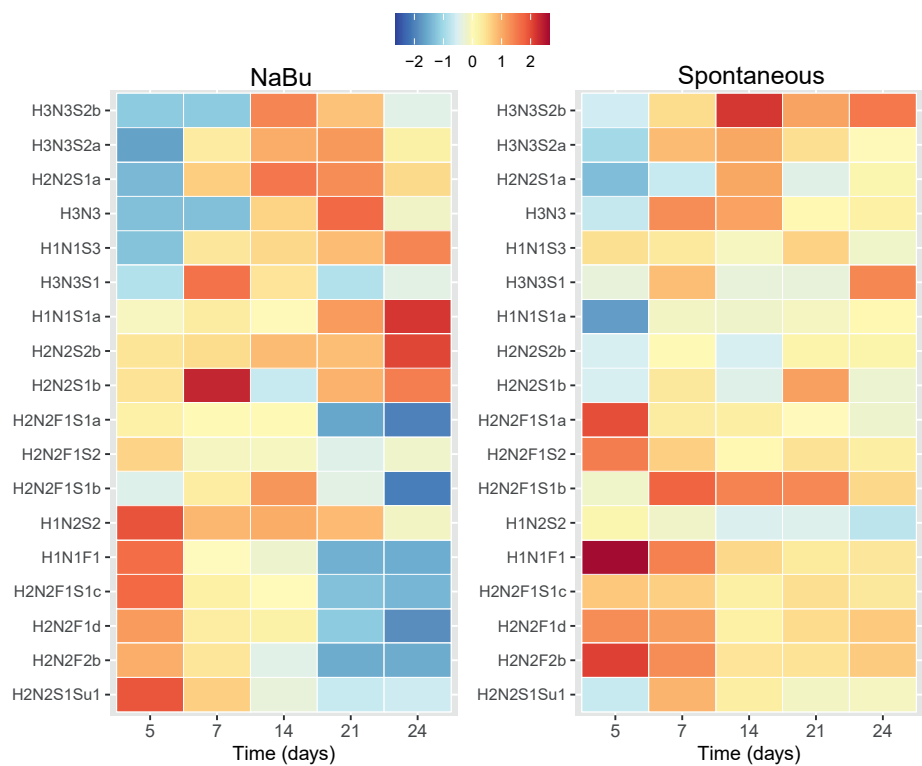 −2 −1 0 1 2
NaBu Spontaneous
H3N3S2b H3N3S2b
H3N3S2a H3N3S2a
H2N2S1a H2N2S1a
H3N3 H3N3
H1N1S3 H1N1S3
H3N3S1 H3N3S1
H1N1S1a H1N1S1a
H2N2S2b H2N2S2b
H2N2S1b H2N2S1b
H2N2F1S1a H2N2F1S1a
H2N2F1S2 H2N2F1S2
H2N2F1S1b H2N2F1S1b
H1N2S2 H1N2S2
H1N1F1 H1N1F1
H2N2F1S1c H2N2F1S1c
H2N2F1d H2N2F1d
H2N2F2b H2N2F2b
H2N2S1Su1 H2N2S1Su1
5 7 14 21 24 5 7 14 21 24
Time (days) Time (days)